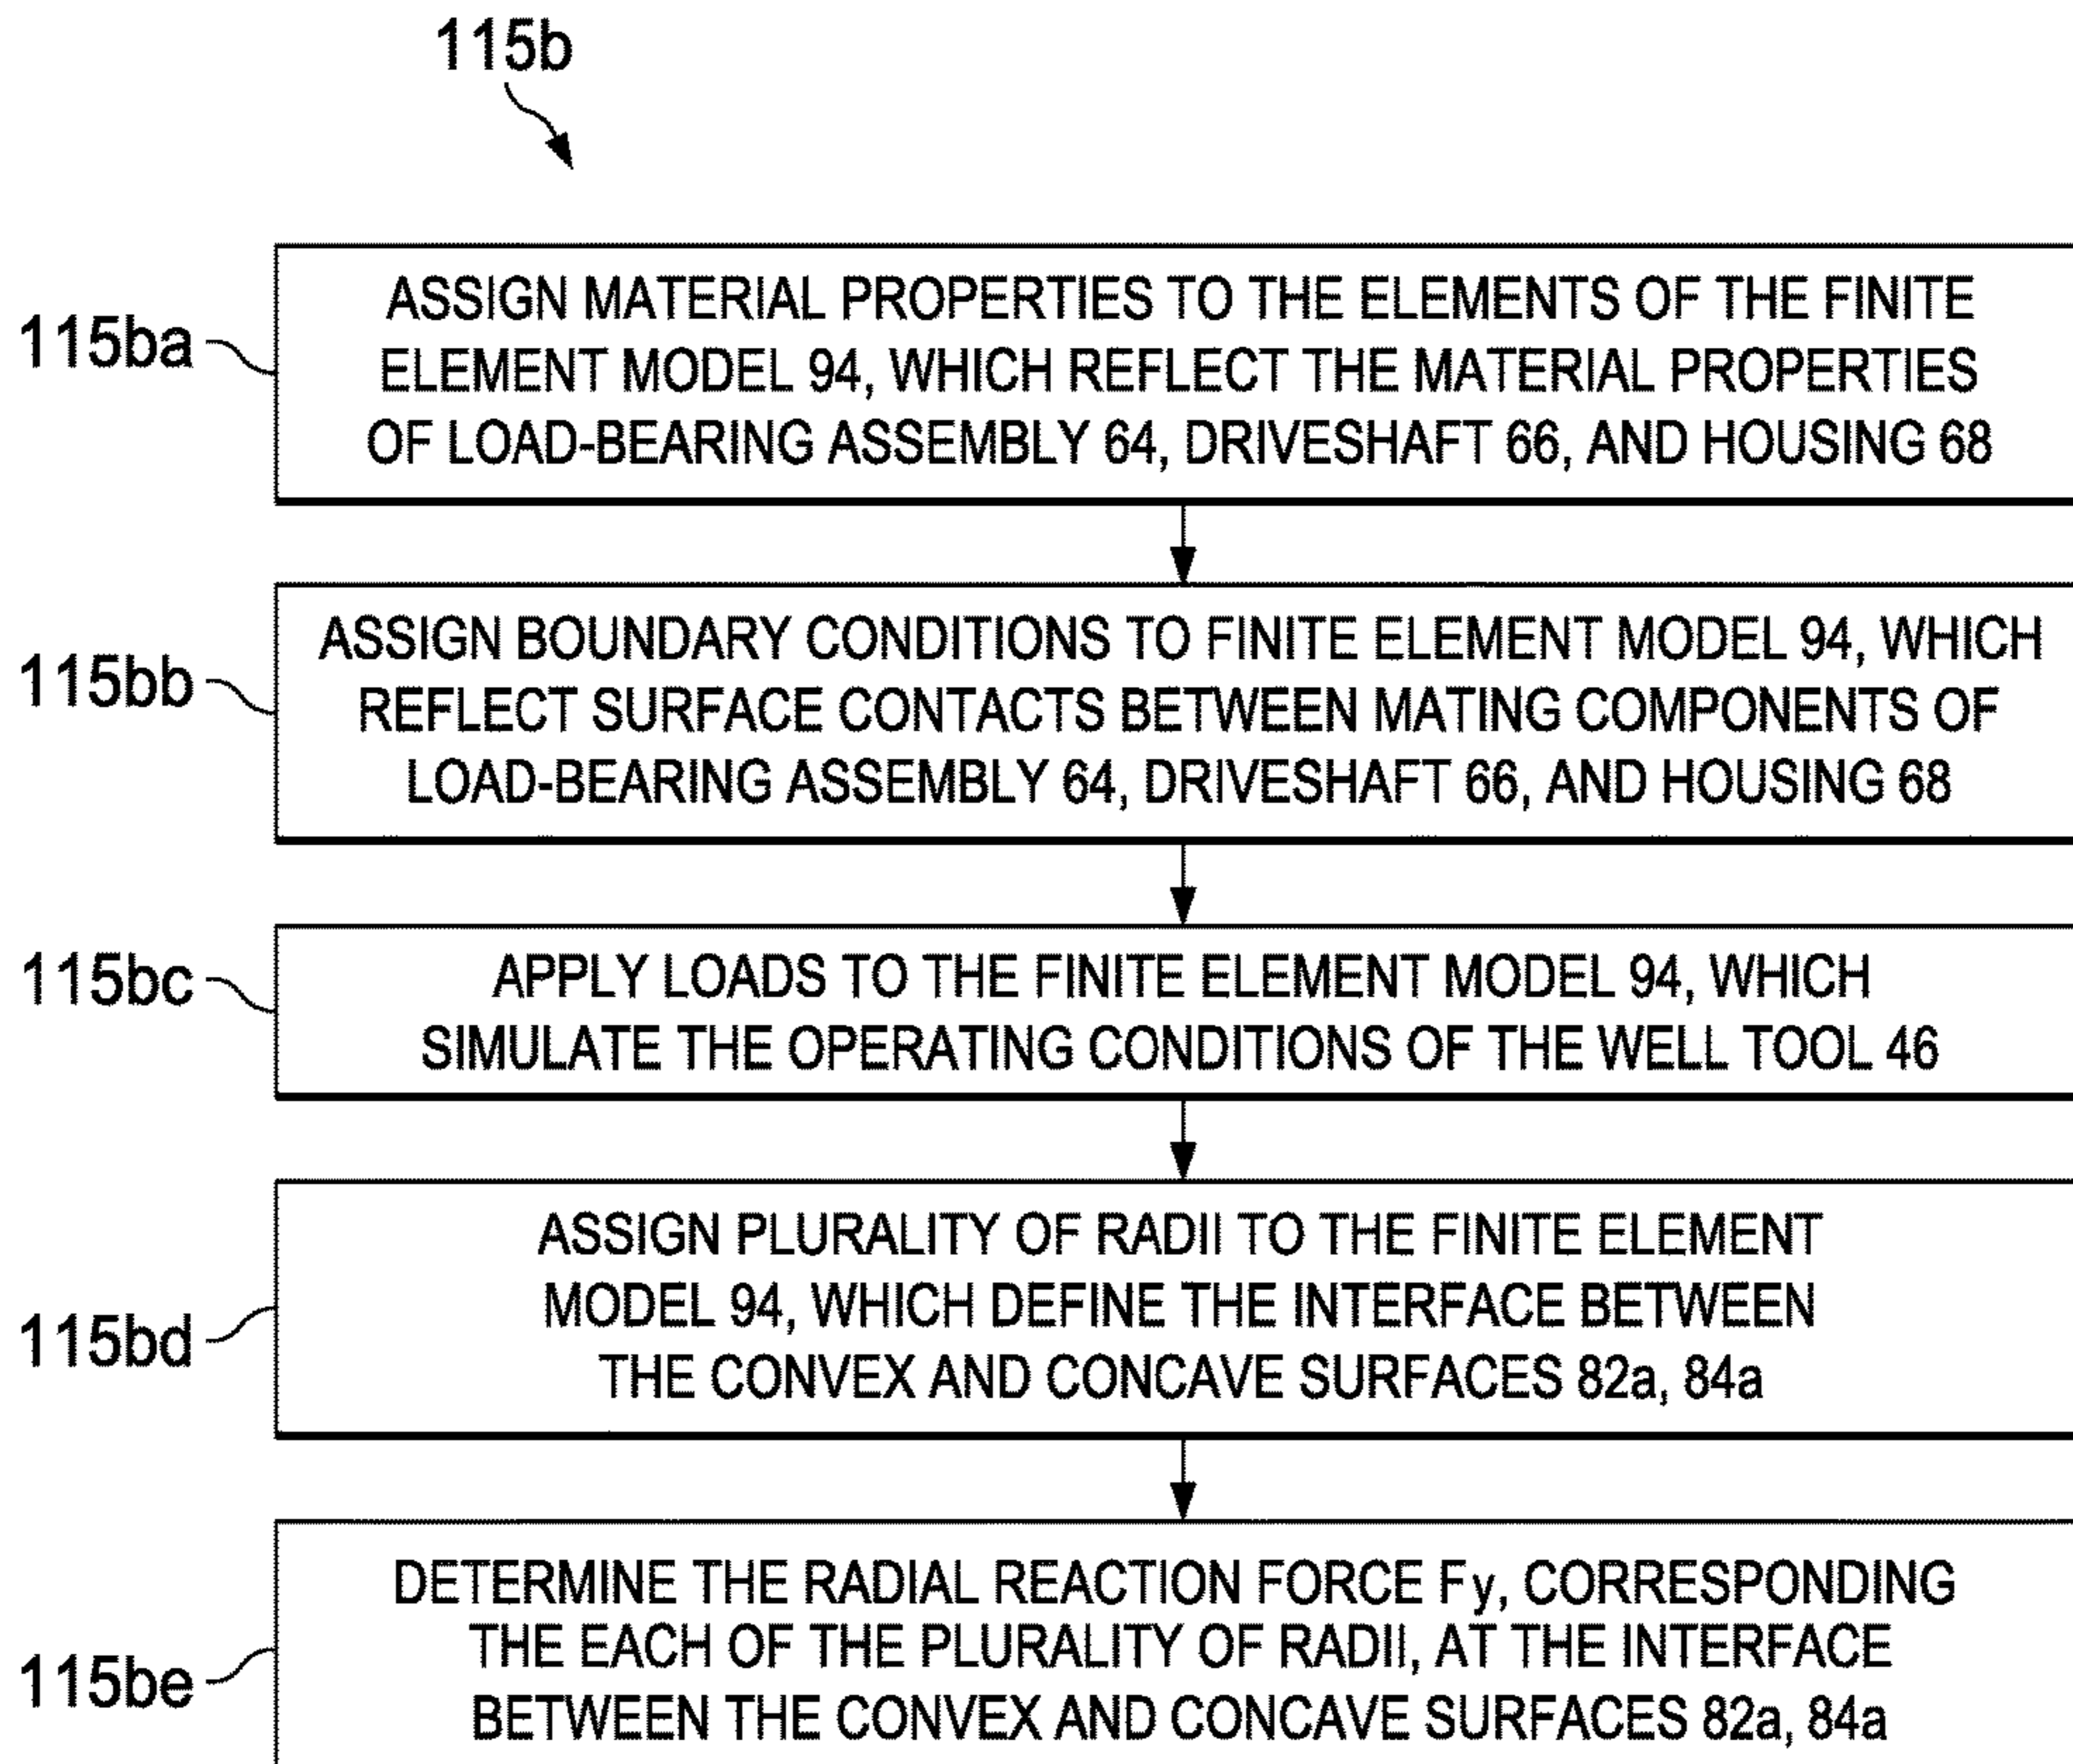 115b
115ba
ASSIGN MATERIAL PROPERTIES TO THE ELEMENTS OF THE FINITE
ELEMENT MODEL 94, WHICH REFLECT THE MATERIAL PROPERTIES
OF LOAD-BEARING ASSEMBLY 64, DRIVESHAFT 66, AND HOUSING 68
115bb
ASSIGN BOUNDARY CONDITIONS TO FINITE ELEMENT MODEL 94, WHICH
REFLECT SURFACE CONTACTS BETWEEN MATING COMPONENTS OF
LOAD-BEARING ASSEMBLY 64, DRIVESHAFT 66, AND HOUSING 68
115bc
APPLY LOADS TO THE FINITE ELEMENT MODEL 94, WHICH
SIMULATE THE OPERATING CONDITIONS OF THE WELL TOOL 46
115bd
ASSIGN PLURALITY OF RADII TO THE FINITE ELEMENT
MODEL 94, WHICH DEFINE THE INTERFACE BETWEEN
THE CONVEX AND CONCAVE SURFACES 82a, 84a
115be
DETERMINE THE RADIAL REACTION FORCE Fy, CORRESPONDING
THE EACH OF THE PLURALITY OF RADII, AT THE INTERFACE
BETWEEN THE CONVEX AND CONCAVE SURFACES 82a, 84a